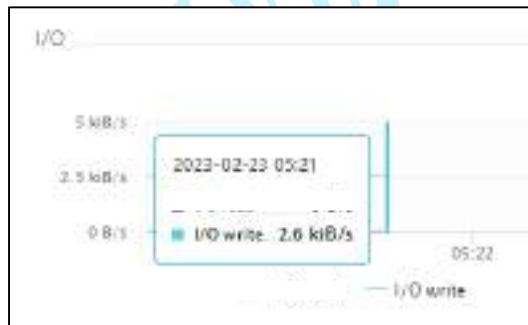 I/O
5 kiB/s
2023-02-23 05:21
2.5 kiB/s
I/O write 2.6 kiB/s
0 B/s
05:22
I/O write